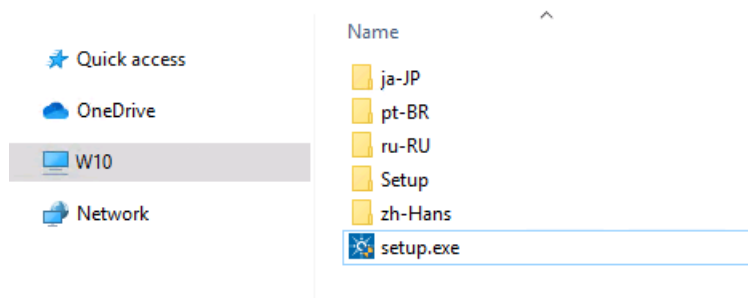 Quick access
OneDrive
W10
Network
Name
ja-JP
pt-BR
ru-RU
Setup
zh-Hans
setup.exe